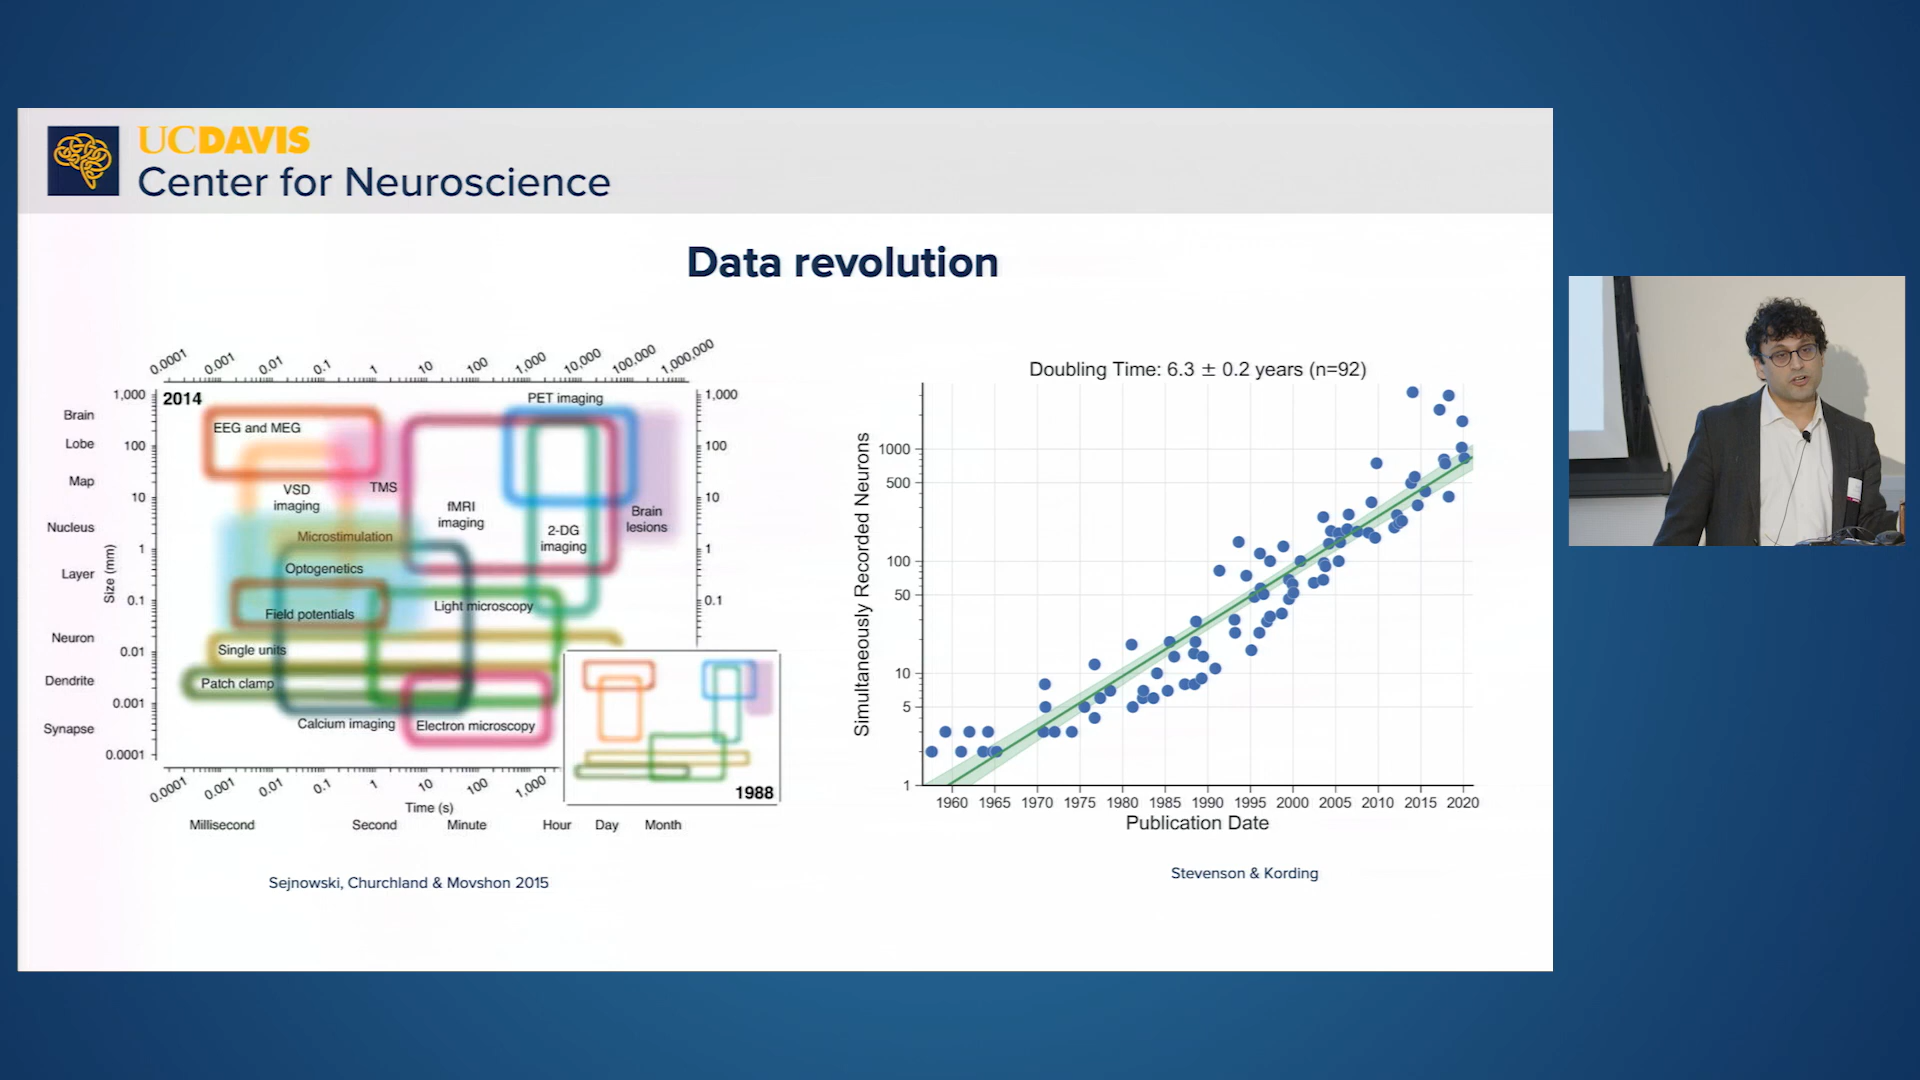 UCDAVIS
Center for Neuroscience
Data revolution
0.0001 0.001 0.01 0.1 1 10 100 1,000 10,000 100,000 1,000,000
2014
1,000
100
10
1
0.1
0.01
0.001
0.0001
1,000
100
10
1
0.1
Brain
Lobe
Map
Nucleus
Layer
Neuron
Dendrite
Synapse
Size (mm)
EEG and MEG
PET imaging
VSD
imaging
TMS
fMRI
imaging
2-DG
imaging
Brain
lesions
Microstimulation
Optogenetics
Field potentials
Light microscopy
Single units
Patch clamp
Calcium imaging
Electron microscopy
1988
0.0001 0.001 0.01 0.1 1 10 100 1,000
Time (s)
Millisecond Second Minute Hour Day Month
Sejnowski, Churchland & Movshon 2015
Doubling Time: 6.3 ± 0.2 years (n=92)
Simultaneously Recorded Neurons
1000
500
100
50
10
5
1
1960 1965 1970 1975 1980 1985 1990 1995 2000 2005 2010 2015 2020
Publication Date
Stevenson & Kording